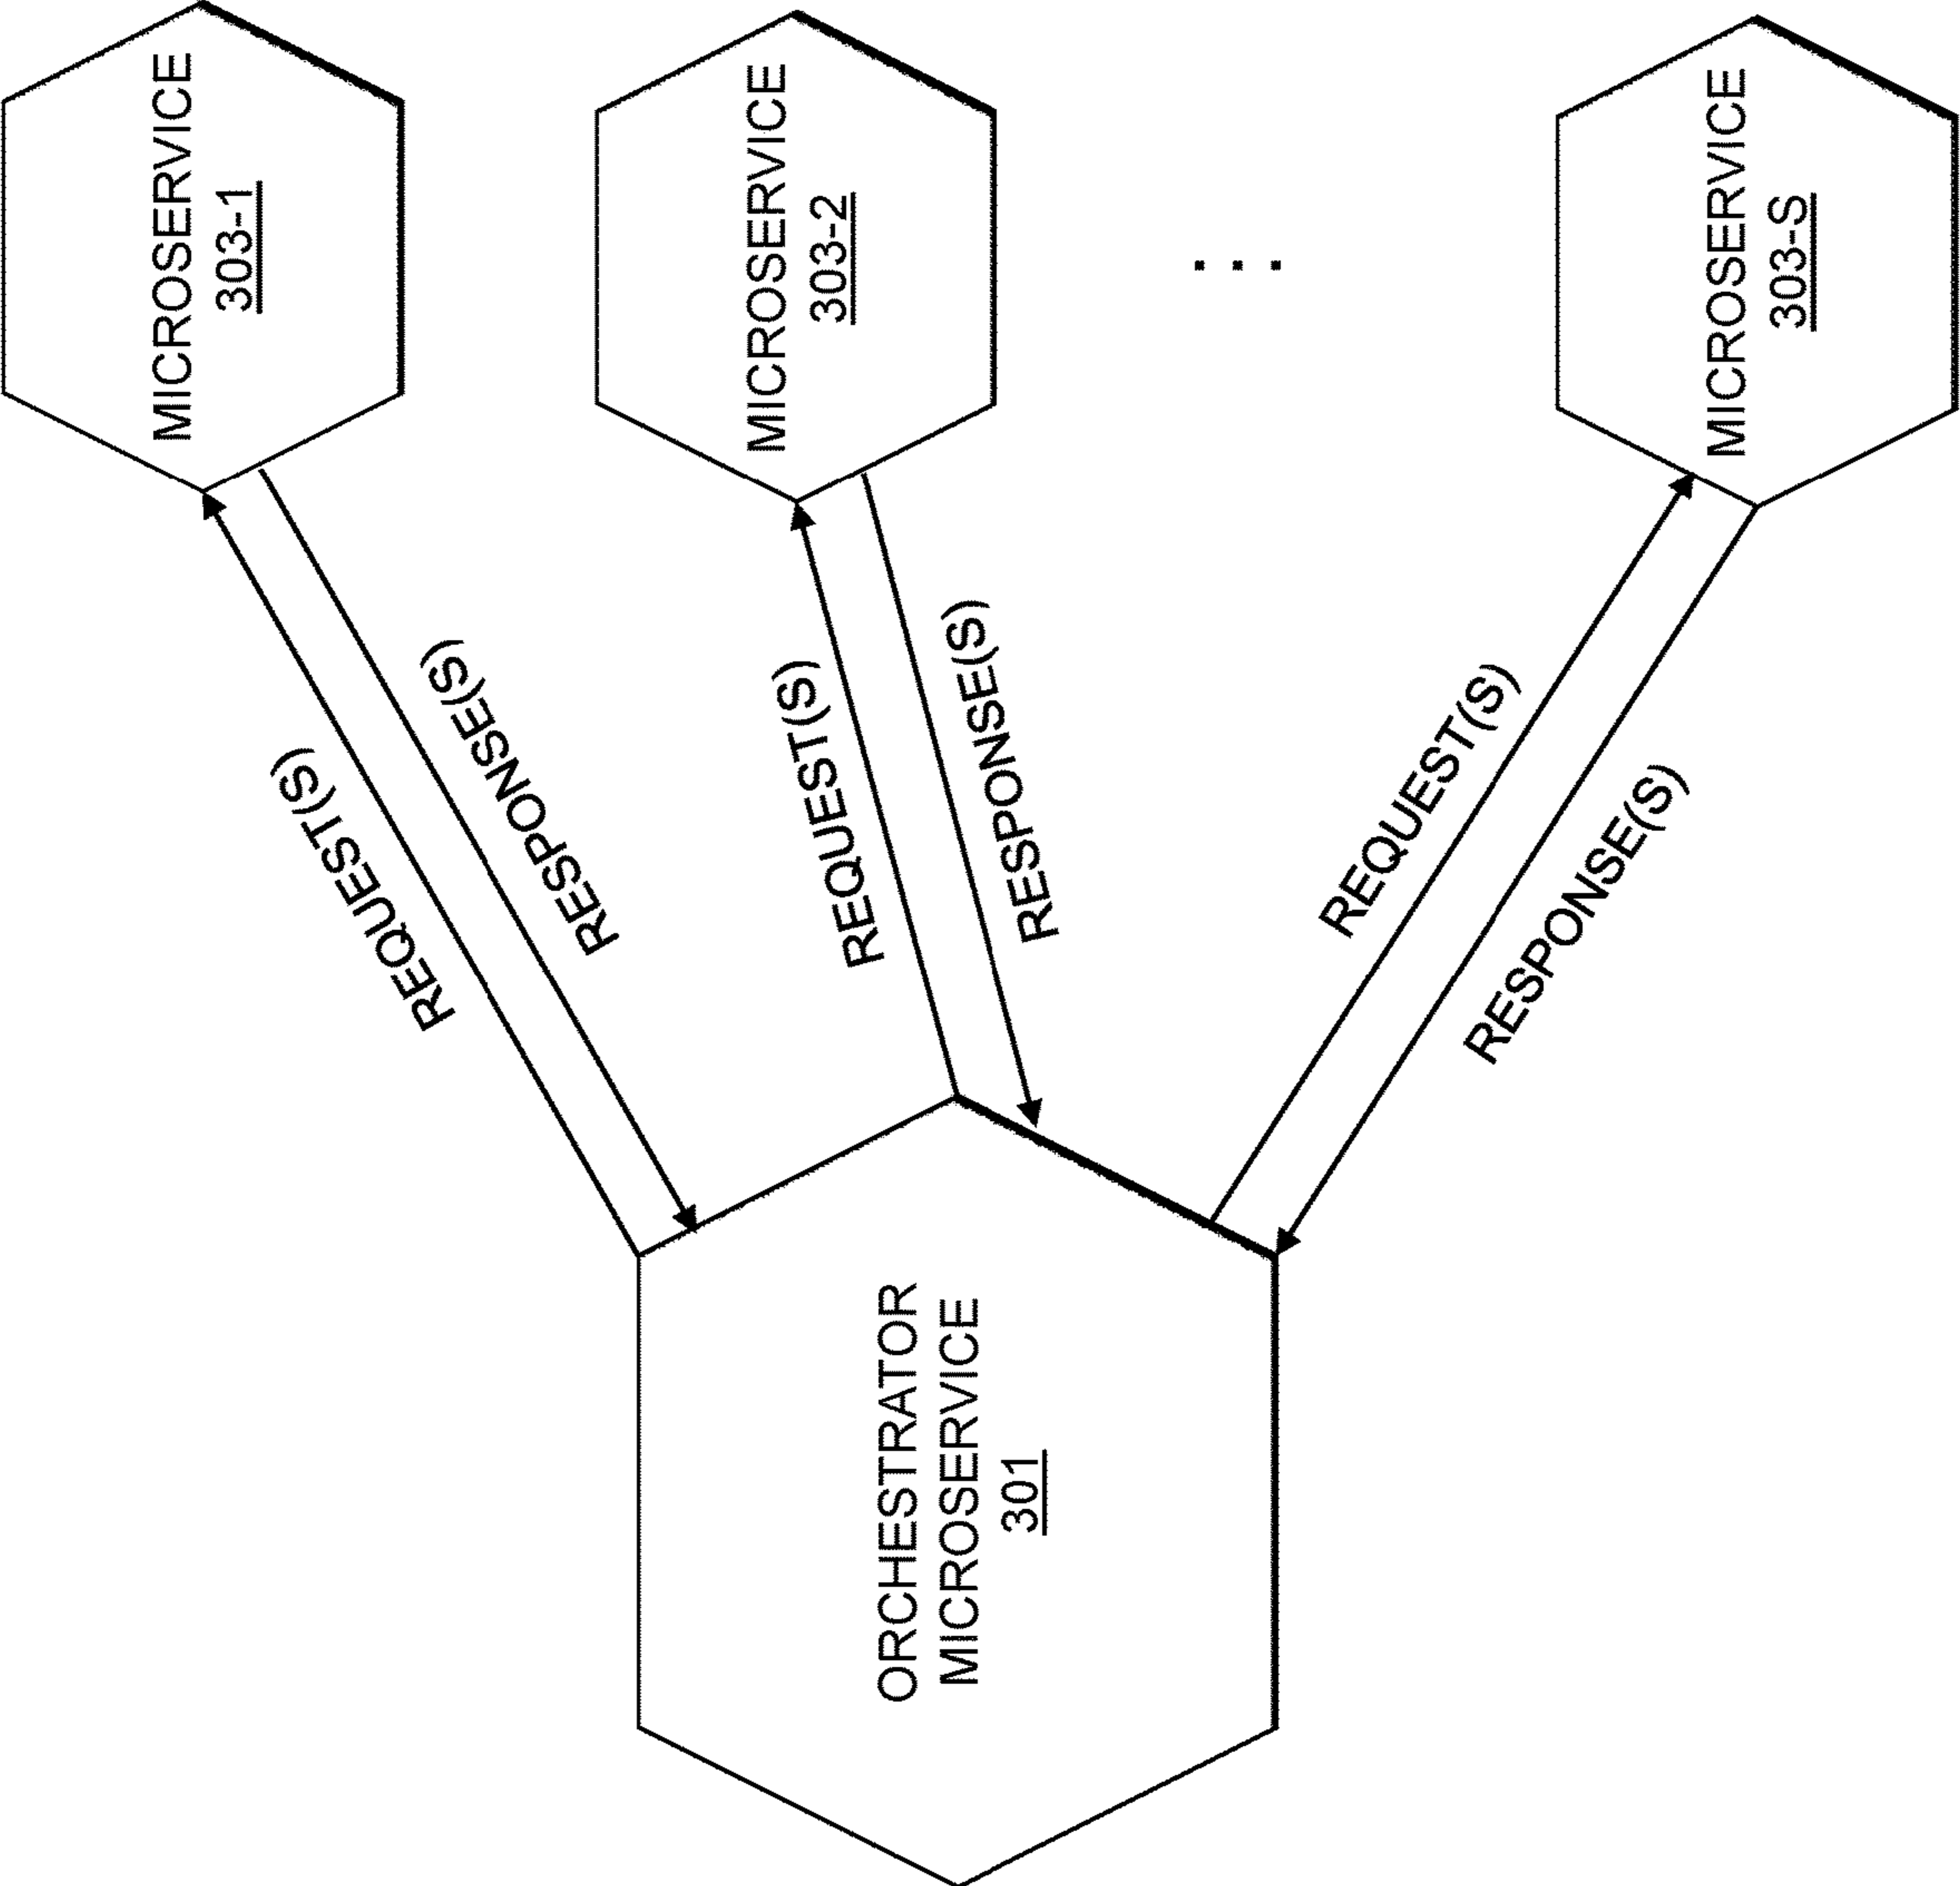 MICROSERVICE
303-1
REQUEST(S)
RESPONSE(S)
MICROSERVICE
303-2
REQUEST(S)
RESPONSE(S)
ORCHESTRATOR
MICROSERVICE
301
. . .
REQUEST(S)
RESPONSE(S)
MICROSERVICE
303-S